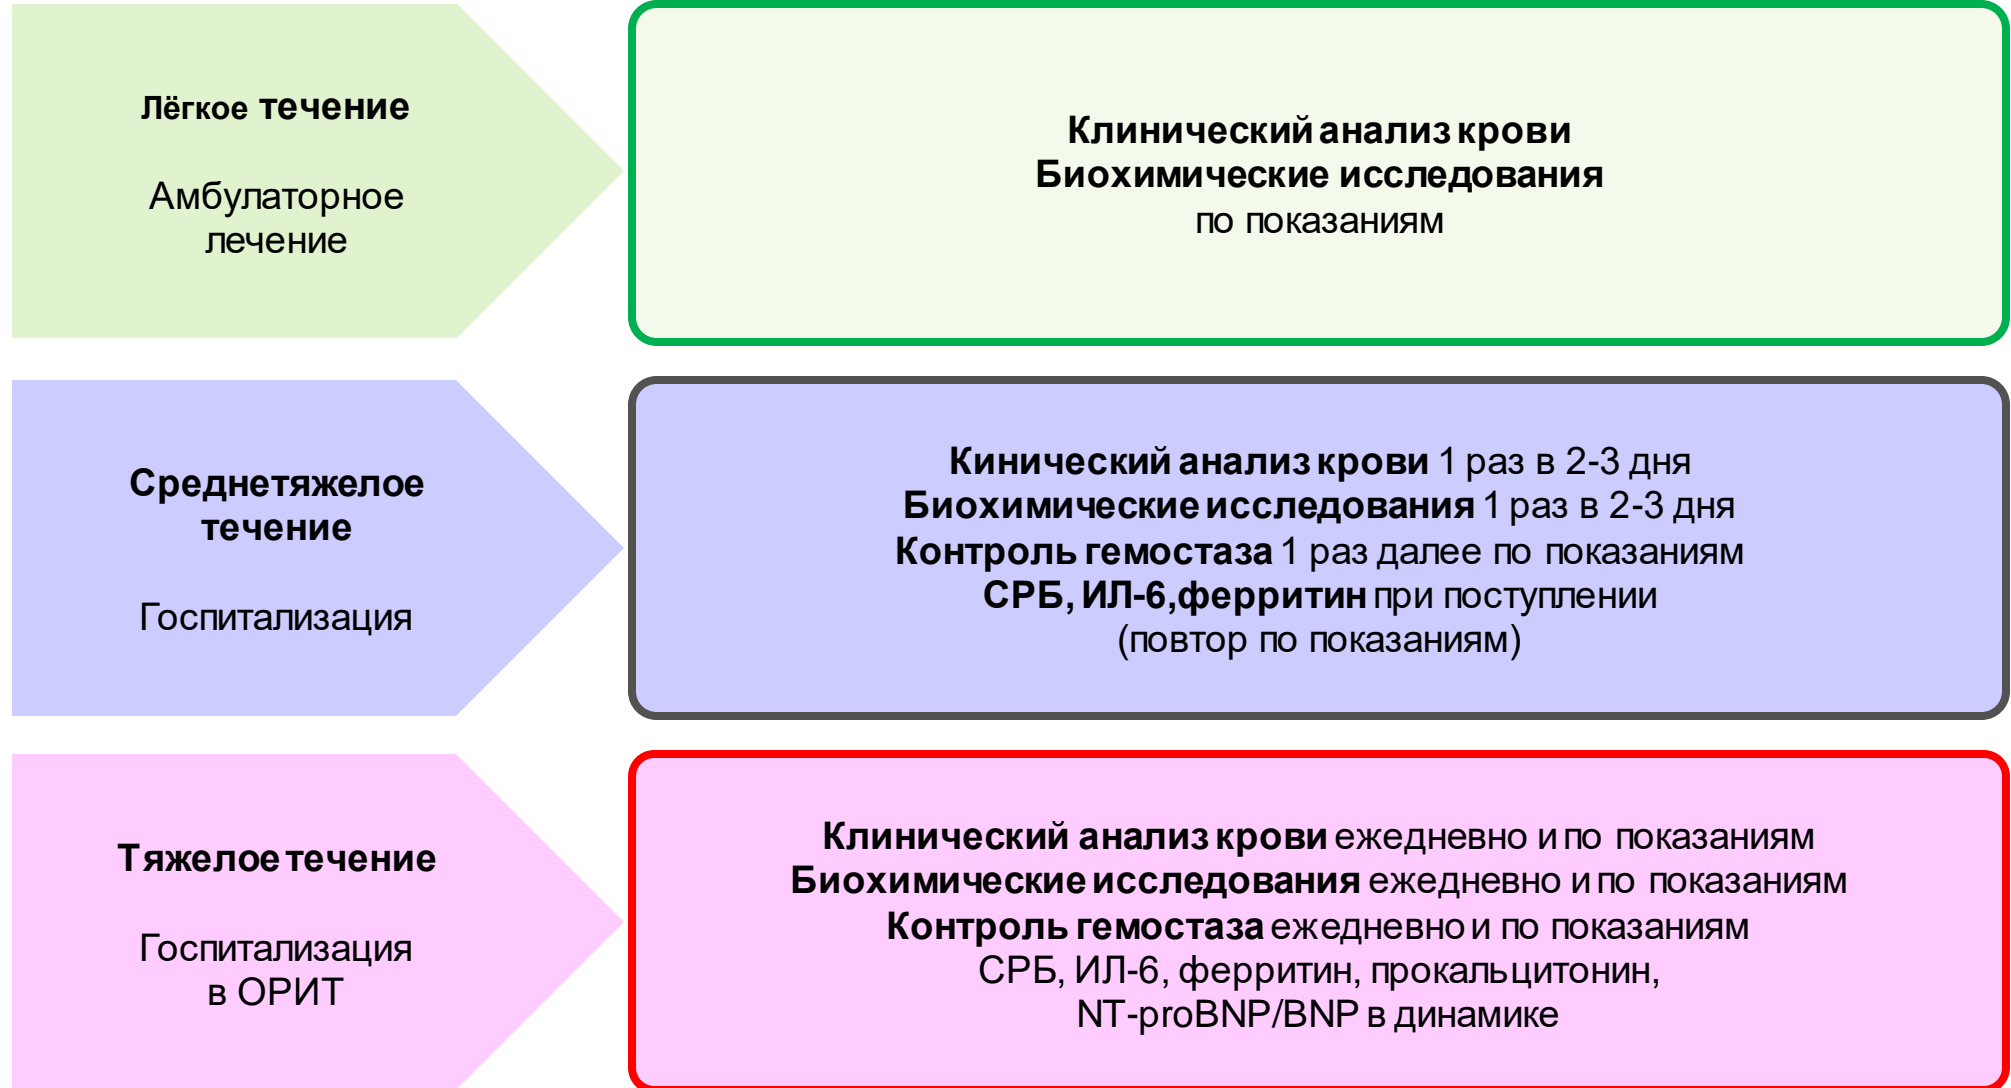 Лёгкое течение
Амбулаторное
лечение
Клинический анализ крови
Биохимические исследования
по показаниям
Среднетяжелое
течение
Госпитализация
Кинический анализ крови 1 раз в 2-3 дня
Биохимические исследования 1 раз в 2-3 дня
Контроль гемостаза 1 раз далее по показаниям
СРБ, ИЛ-6,ферритин при поступлении
(повтор по показаниям)
Тяжелое течение
Госпитализация
в ОРИТ
Клинический анализ крови ежедневно и по показаниям
Биохимические исследования ежедневно и по показаниям
Контроль гемостаза ежедневно и по показаниям
СРБ, ИЛ-6, ферритин, прокальцитонин,
NT-proBNP/BNP в динамике